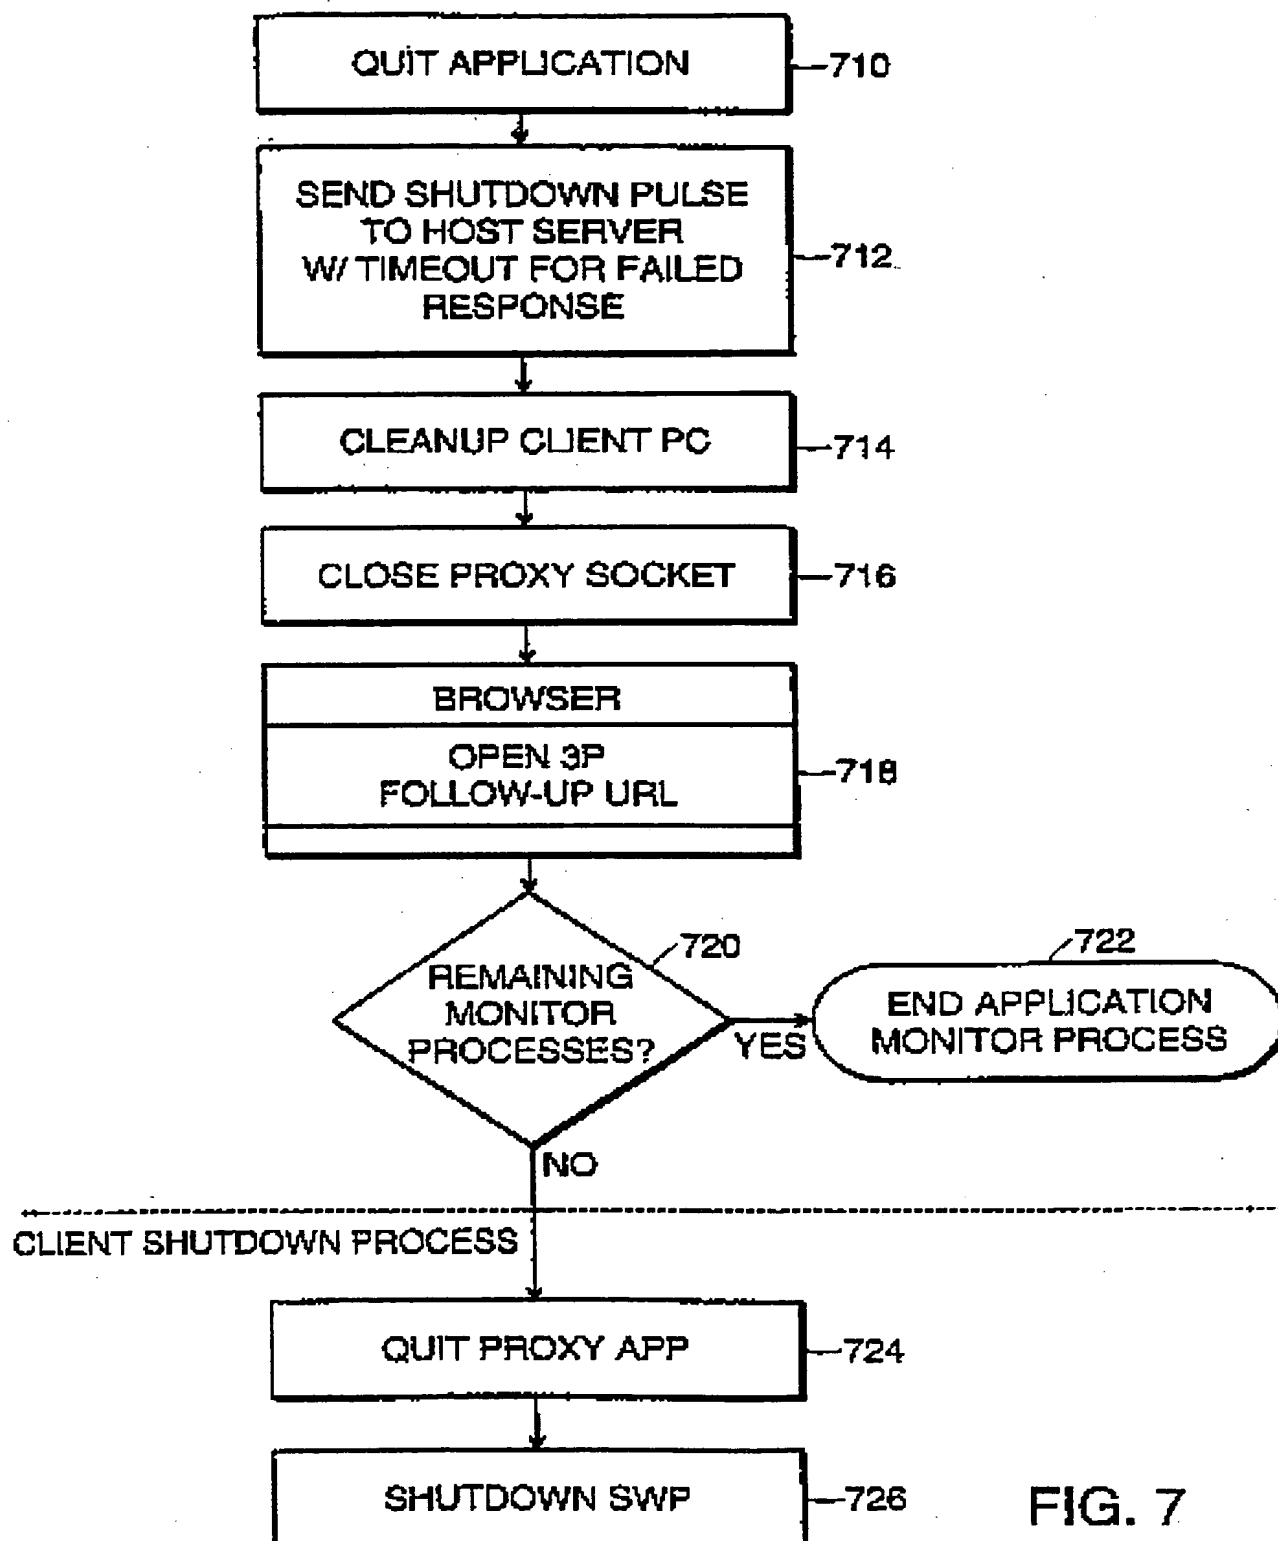 QUIT APPLICATION
710
SEND SHUTDOWN PULSE
TO HOST SERVER
W/ TIMEOUT FOR FAILED
RESPONSE
712
CLEANUP CLIENT PC
714
CLOSE PROXY SOCKET
716
BROWSER
OPEN 3P
FOLLOW-UP URL
718
REMAINING
MONITOR
PROCESSES?
720
YES
722
END APPLICATION
MONITOR PROCESS
NO
CLIENT SHUTDOWN PROCESS
QUIT PROXY APP
724
SHUTDOWN SWP
726
FIG. 7